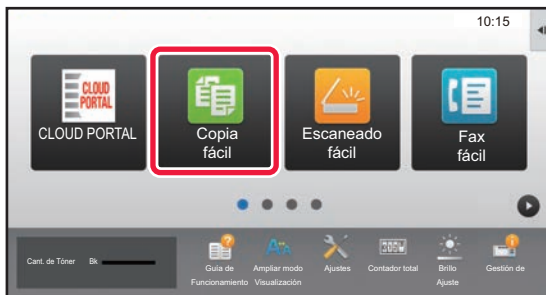 10:15
CLOUD
PORTAL
CLOUD PORTAL
Copia
fácil
Escaneado
fácil
Fax
fácil
Cant. de Tóner Bk
Guía de
Funcionamiento
Ampliar modo
Visualización
Ajustes
Contador total
Brillo
Ajuste
Gestión de